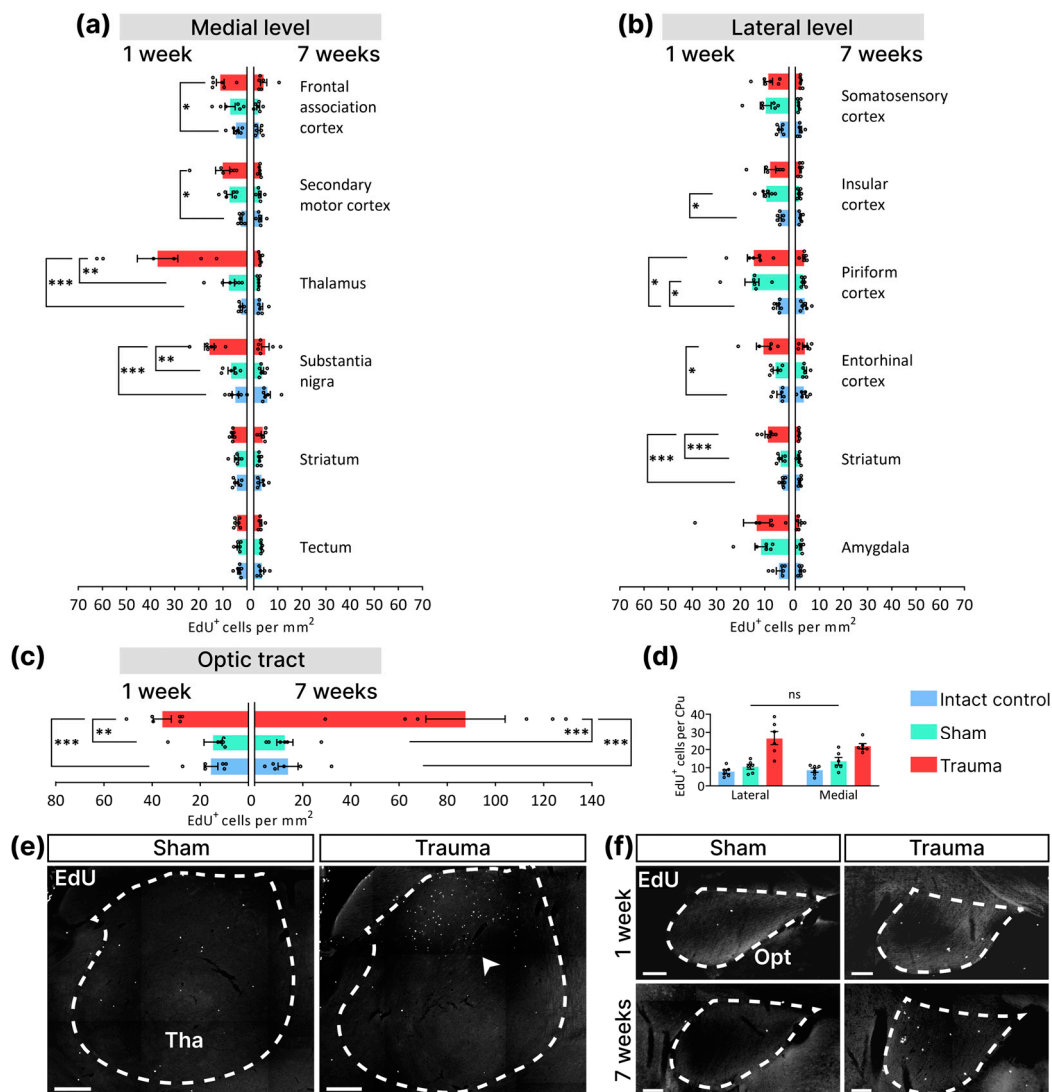 (a)
Medial level
1 week
7 weeks
Frontal
association
cortex
*
Secondary
motor cortex
*
Thalamus
**
***
Substantia
nigra
**
***
Striatum
Tectum
70 60 50 40 30 20 10 0 10 20 30 40 50 60 70
EdU+ cells per mm2
(b)
Lateral level
1 week
7 weeks
Somatosensory
cortex
Insular
cortex
*
Piriform
cortex
*
*
Entorhinal
cortex
*
Striatum
***
***
Amygdala
70 60 50 40 30 20 10 0 10 20 30 40 50 60 70
EdU+ cells per mm2
(c)
Optic tract
1 week
7 weeks
**
***
***
***
80 60 40 20 0 20 40 60 80 100 120 140
EdU+ cells per mm2
(d)
ns
40
30
20
10
0
EdU+ cells per CPu
Lateral
Medial
Intact control
Sham
Trauma
(e)
Sham
Trauma
EdU
Tha
(f)
Sham
Trauma
1 week
EdU
Opt
7 weeks